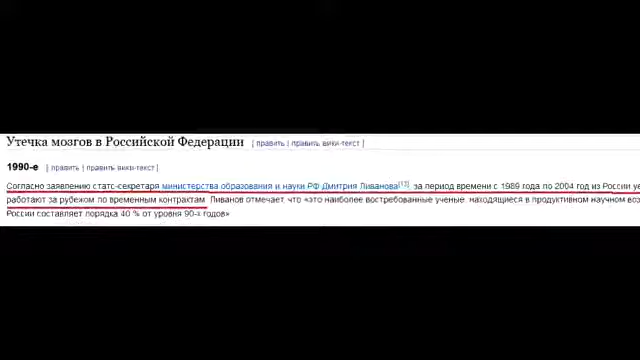 Утечка мозгов в Российской Федерации [ править | править вики-текст ]
1990-е [ править | править вики-текст ]
Согласно заявлению статс-секретаря министерства образования и науки РФ Дмитрия Ливанова[12], за период времени с 1989 года по 2004 год из России уе
работают за рубежом по временным контрактам. Ливанов отмечает, что «это наиболее востребованные учёные, находящиеся в продуктивном научном воз
России составляет порядка 40 % от уровня 90-х годов»